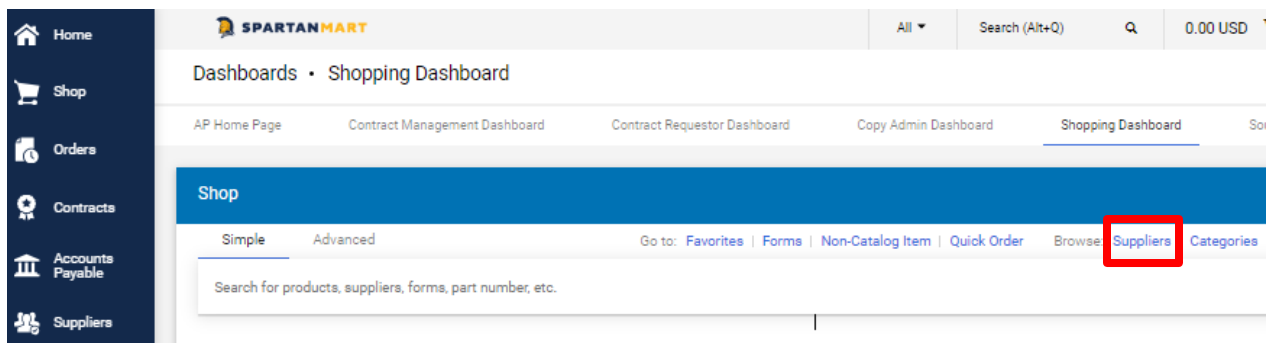 Home
SPARTANMART
All
Search (Alt+Q)
0.00 USD
Dashboards • Shopping Dashboard
Shop
AP Home Page
Contract Management Dashboard
Contract Requestor Dashboard
Copy Admin Dashboard
Shopping Dashboard
Sou
Orders
Shop
Contracts
Simple
Advanced
Go to: Favorites | Forms | Non-Catalog Item | Quick Order
Browse: Suppliers | Categories
Accounts
Payable
Search for products, suppliers, forms, part number, etc.
Suppliers